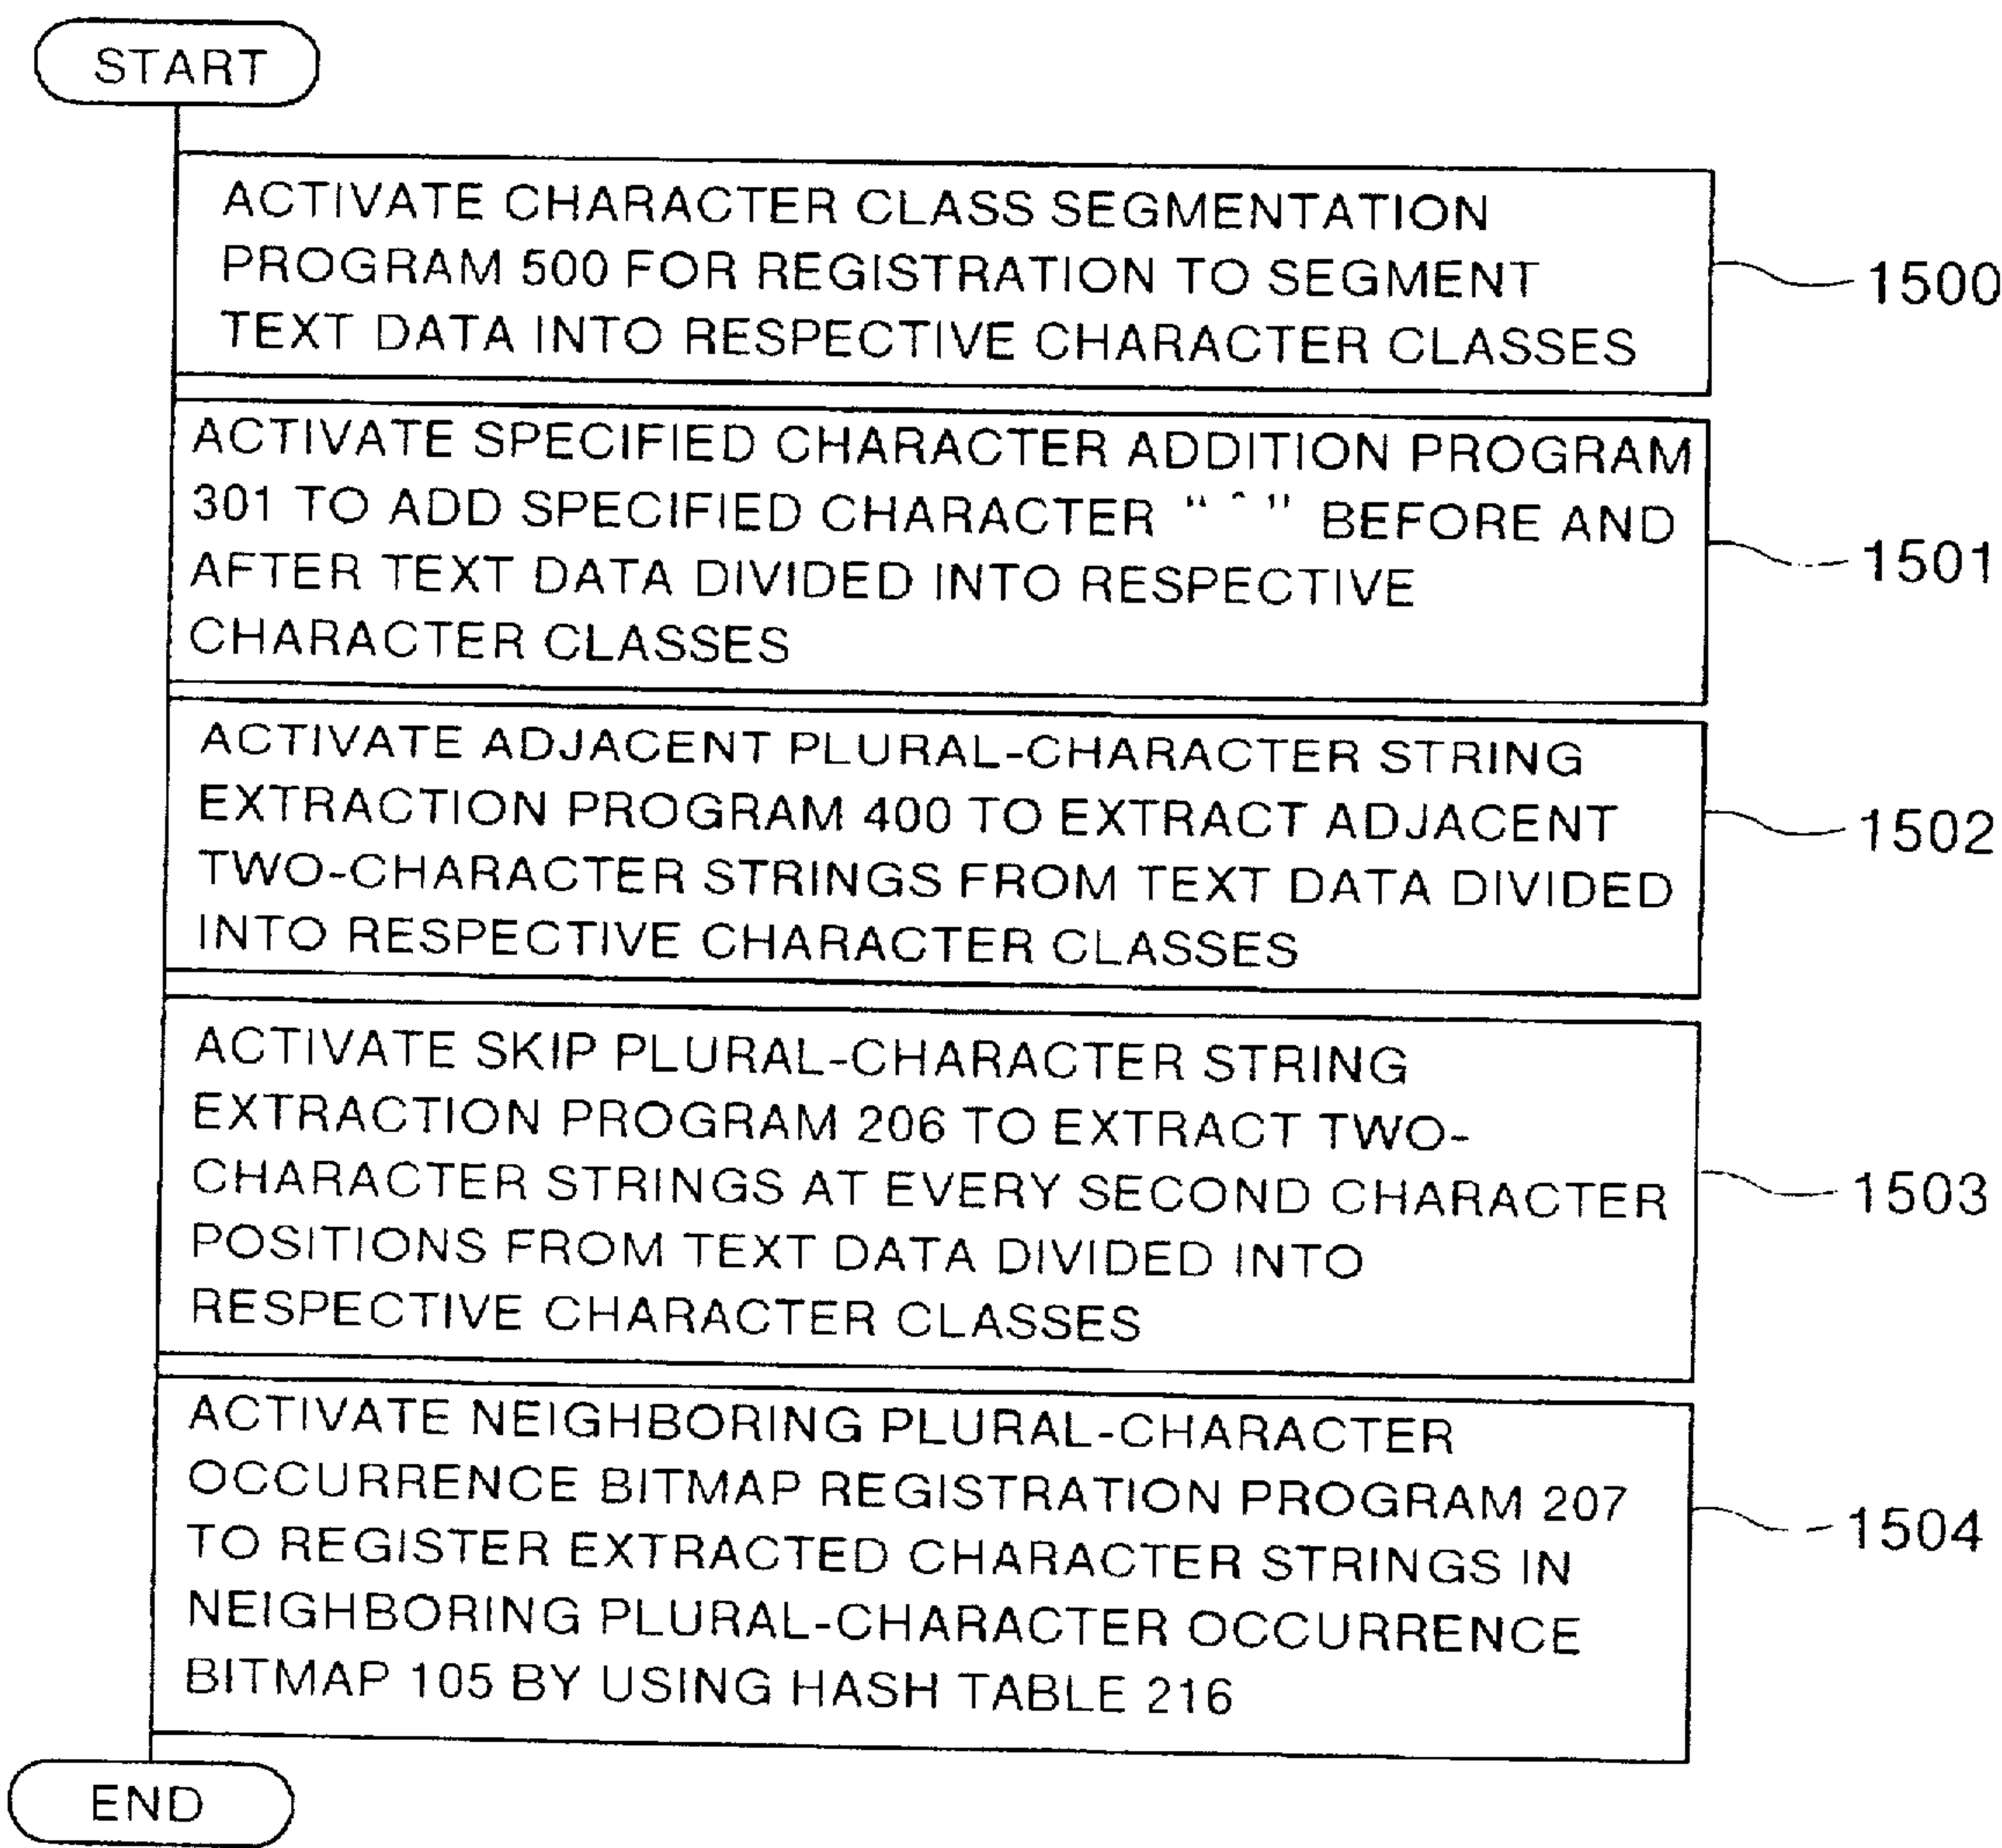 START
ACTIVATE CHARACTER CLASS SEGMENTATION
PROGRAM 500 FOR REGISTRATION TO SEGMENT
TEXT DATA INTO RESPECTIVE CHARACTER CLASSES
1500
ACTIVATE SPECIFIED CHARACTER ADDITION PROGRAM
301 TO ADD SPECIFIED CHARACTER “ ˆ ” BEFORE AND
AFTER TEXT DATA DIVIDED INTO RESPECTIVE
CHARACTER CLASSES
1501
ACTIVATE ADJACENT PLURAL-CHARACTER STRING
EXTRACTION PROGRAM 400 TO EXTRACT ADJACENT
TWO-CHARACTER STRINGS FROM TEXT DATA DIVIDED
INTO RESPECTIVE CHARACTER CLASSES
1502
ACTIVATE SKIP PLURAL-CHARACTER STRING
EXTRACTION PROGRAM 206 TO EXTRACT TWO-
CHARACTER STRINGS AT EVERY SECOND CHARACTER
POSITIONS FROM TEXT DATA DIVIDED INTO
RESPECTIVE CHARACTER CLASSES
1503
ACTIVATE NEIGHBORING PLURAL-CHARACTER
OCCURRENCE BITMAP REGISTRATION PROGRAM 207
TO REGISTER EXTRACTED CHARACTER STRINGS IN
NEIGHBORING PLURAL-CHARACTER OCCURRENCE
BITMAP 105 BY USING HASH TABLE 216
1504
END